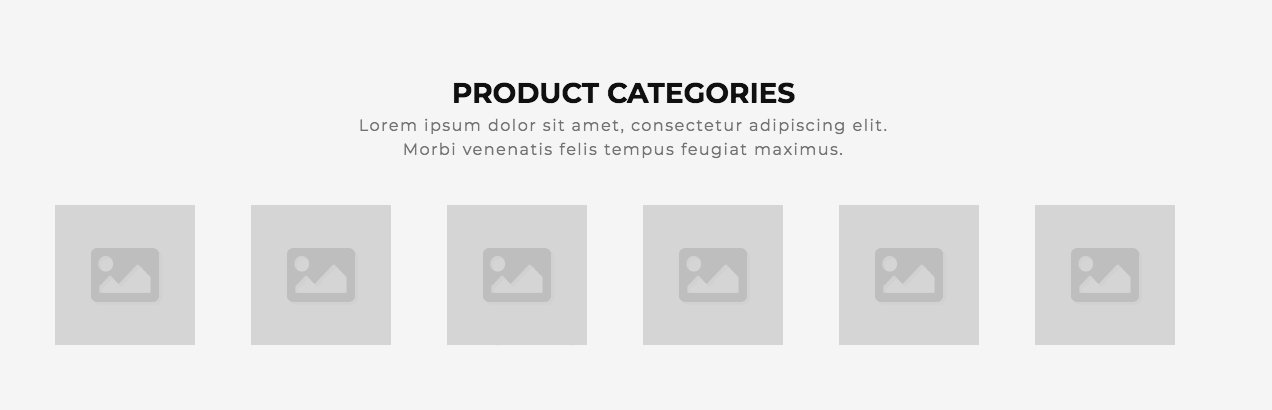 PRODUCT CATEGORIES
Lorem ipsum dolor sit amet, consectetur adipiscing elit.
Morbi venenatis felis tempus feugiat maximus.